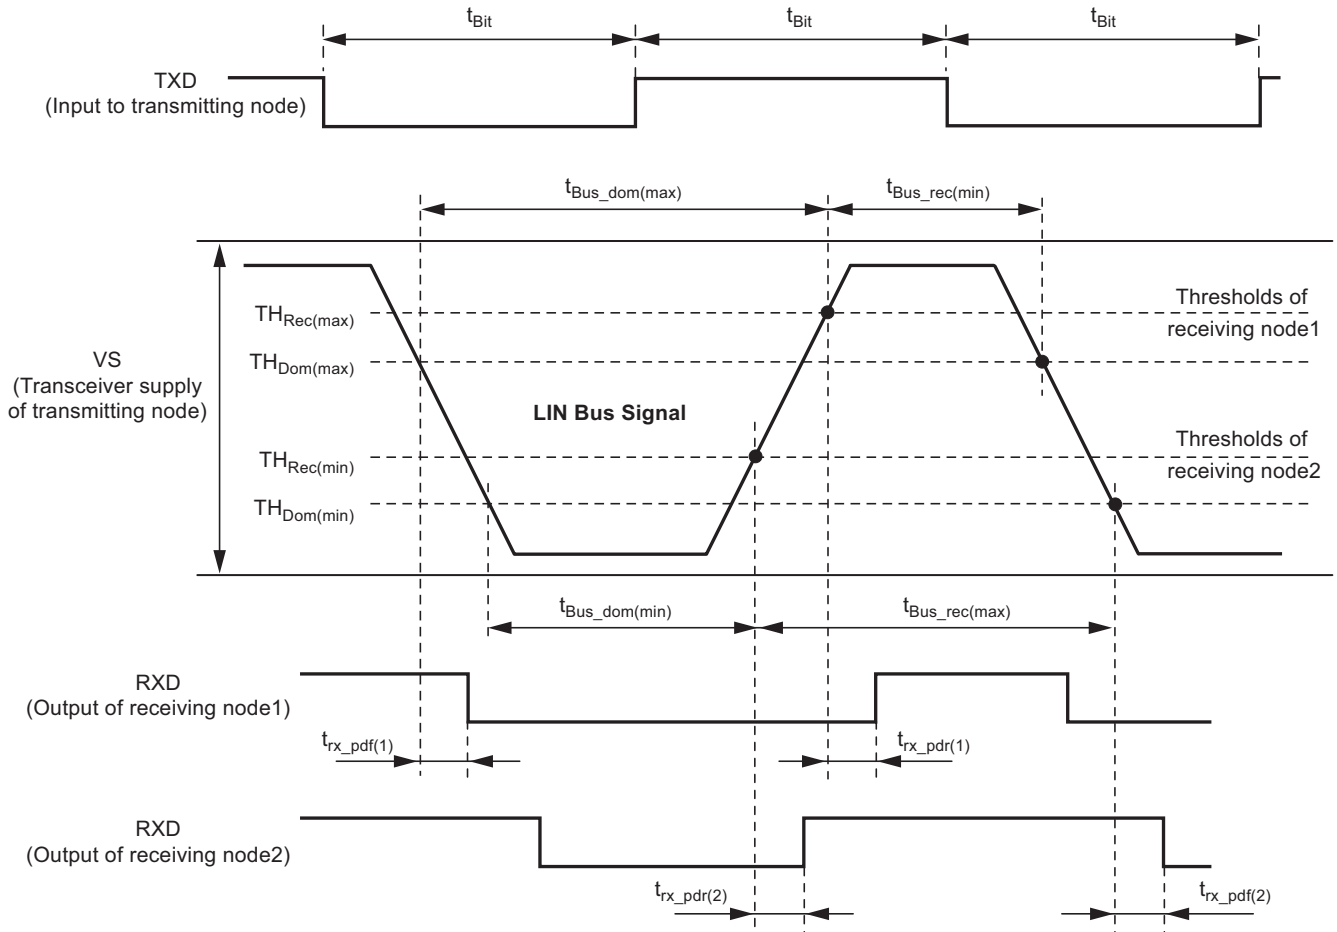 tBit
tBit
tBit
TXD
(Input to transmitting node)
tBus_dom(max)
tBus_rec(min)
THRec(max)
Thresholds of
receiving node1
VS
(Transceiver supply
of transmitting node)
THDom(max)
LIN Bus Signal
THRec(min)
Thresholds of
receiving node2
THDom(min)
tBus_dom(min)
tBus_rec(max)
RXD
(Output of receiving node1)
trx_pdf(1)
trx_pdr(1)
RXD
(Output of receiving node2)
trx_pdr(2)
trx_pdf(2)